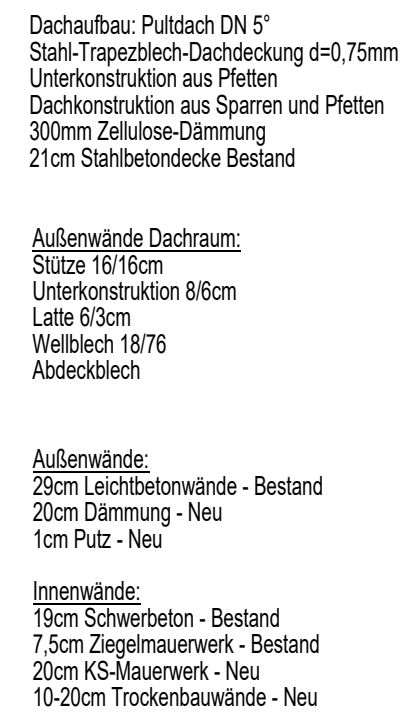 Dachaufbau: Pultdach DN 5°
Stahl-Trapezblech-Dachdeckung d=0,75mm
Unterkonstruktion aus Pfetten
Dachkonstruktion aus Sparren und Pfetten
300mm Zellulose-Dämmung
21cm Stahlbetondecke Bestand
Außenwände Dachraum:
Stütze 16/16cm
Unterkonstruktion 8/6cm
Latte 6/3cm
Wellblech 18/76
Abdeckblech
Außenwände:
29cm Leichtbetonwände - Bestand
20cm Dämmung - Neu
1cm Putz - Neu
Innenwände:
19cm Schwerbeton - Bestand
7,5cm Ziegelmauerwerk - Bestand
20cm KS-Mauerwerk - Neu
10-20cm Trockenbauwände - Neu